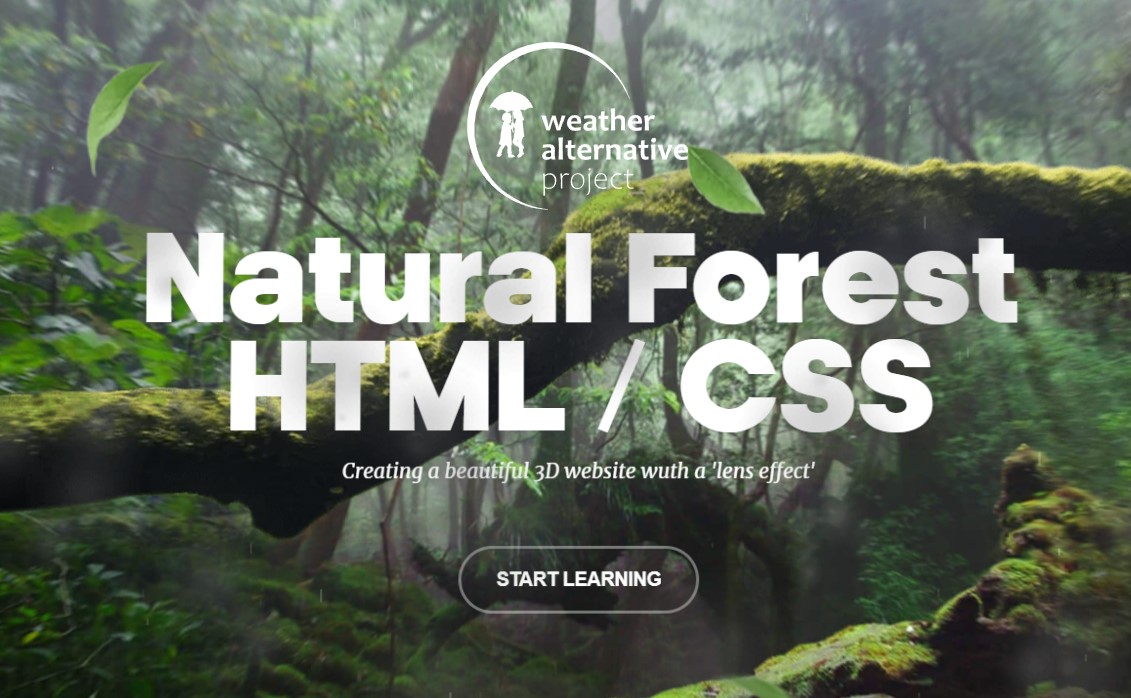 weather
alternative
project
Natural Forest
HTML / CSS
Creating a beautiful 3D website wuth a 'lens effect'
START LEARNING